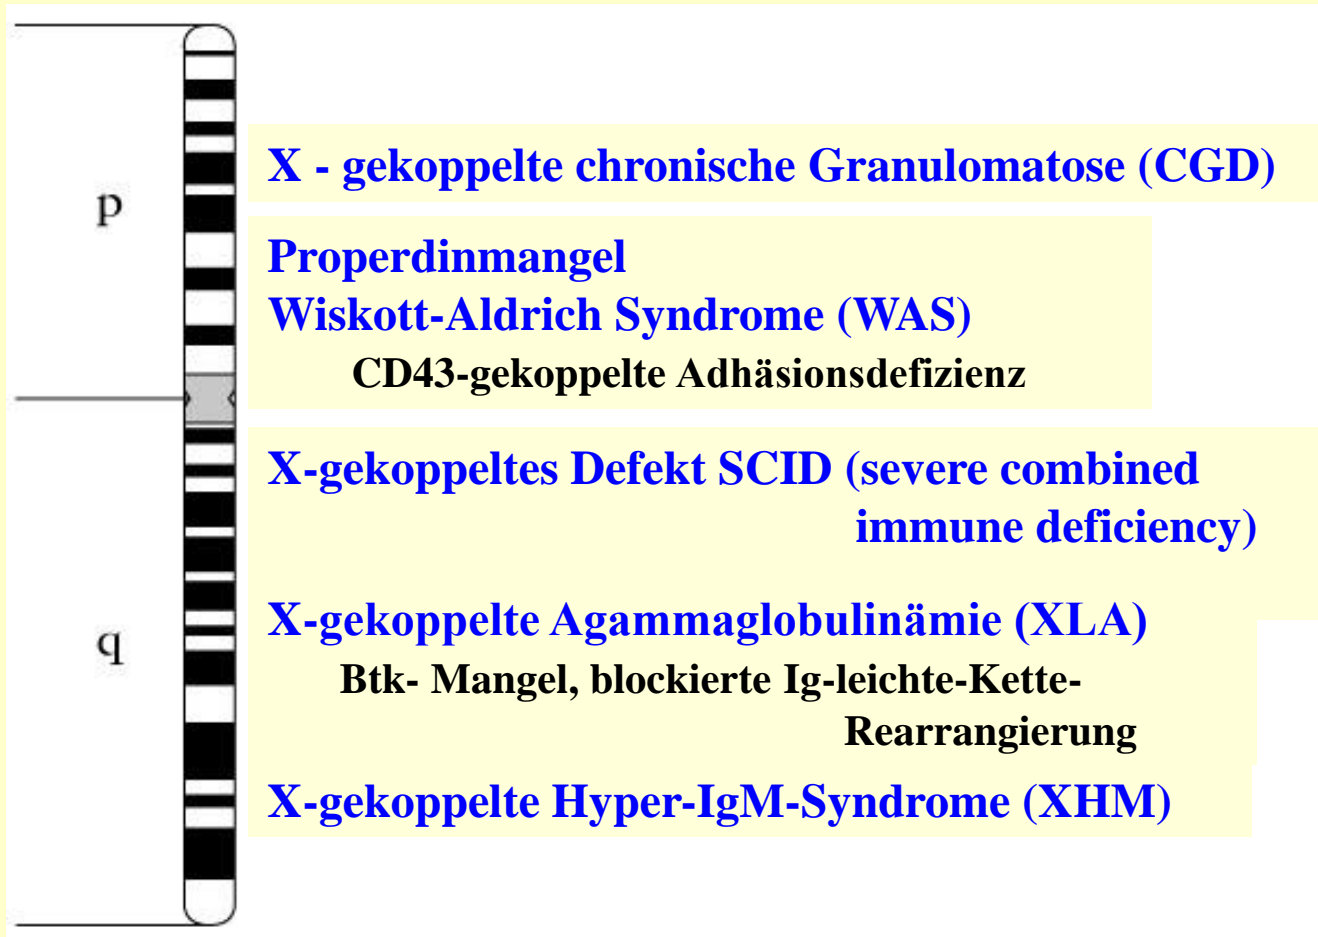 p
X - gekoppelte chronische Granulomatose (CGD)
Properdinmangel
Wiskott-Aldrich Syndrome (WAS)
CD43-gekoppelte Adhäsionsdefizienz
X-gekoppeltes Defekt SCID (severe combined
immune deficiency)
q
X-gekoppelte Agammaglobulinämie (XLA)
Btk- Mangel, blockierte Ig-leichte-Kette-
Rearrangierung
X-gekoppelte Hyper-IgM-Syndrome (XHM)